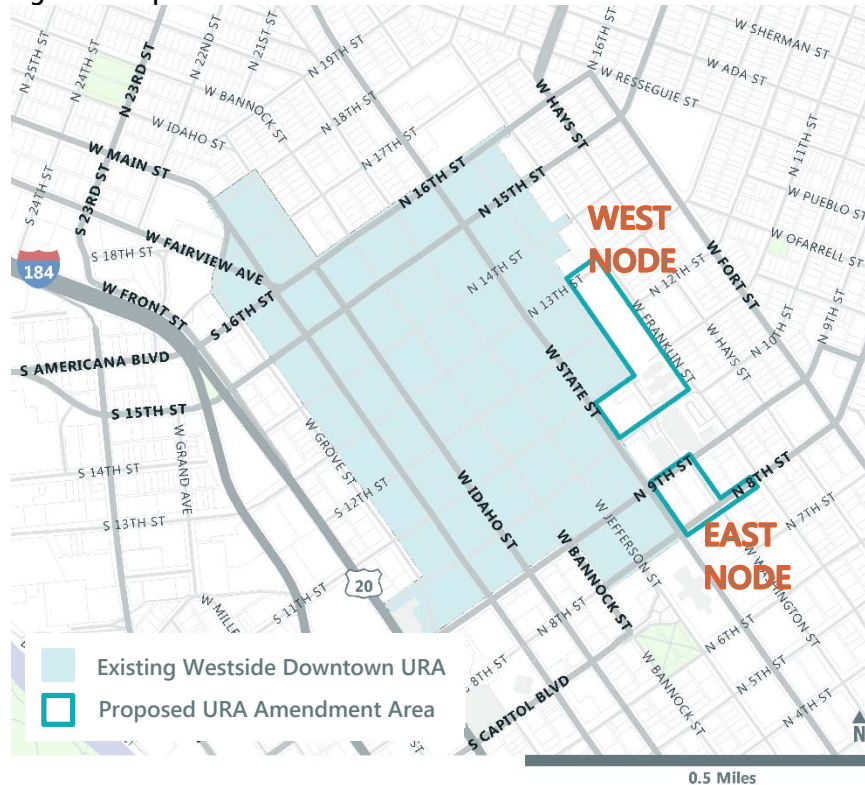 N 25TH ST
N 24TH ST
N 23RD ST
N 22ND ST
N 21ST ST
W BANNOCK ST
W IDAHO ST
N 19TH ST
N 18TH ST
N 17TH ST
N 16TH ST
W SHERMAN ST
W ADA ST
W RESSEGUIE ST
W HAYS ST
N 11TH ST
W PUEBLO ST
W OFARRELL ST
W MAIN ST
S 24TH ST
S 23RD ST
S 18TH ST
W FAIRVIEW AVE
184
W FRONT ST
S 16TH ST
N 16TH ST
N 15TH ST
N 14TH ST
N 13TH ST
WEST
NODE
N 12TH ST
W FORT ST
W FRANKLIN ST
W HAYS ST
N 10TH ST
N 9TH ST
S AMERICANA BLVD
S 15TH ST
W GRAND AVE
S 14TH ST
S 13TH ST
W GROVE ST
S 12TH ST
W STATE ST
W IDAHO ST
N 9TH ST
N 8TH ST
N 7TH ST
W JEFFERSON ST
EAST
NODE
W WASHINGTON ST
W BANNOCK ST
20
S 11TH ST
N 8TH ST
N 6TH ST
N 5TH ST
N 4TH ST
W BANNOCK ST
S 8TH ST
S CAPITOL BLVD
Existing Westside Downtown URA
Proposed URA Amendment Area
N
0.5 Miles